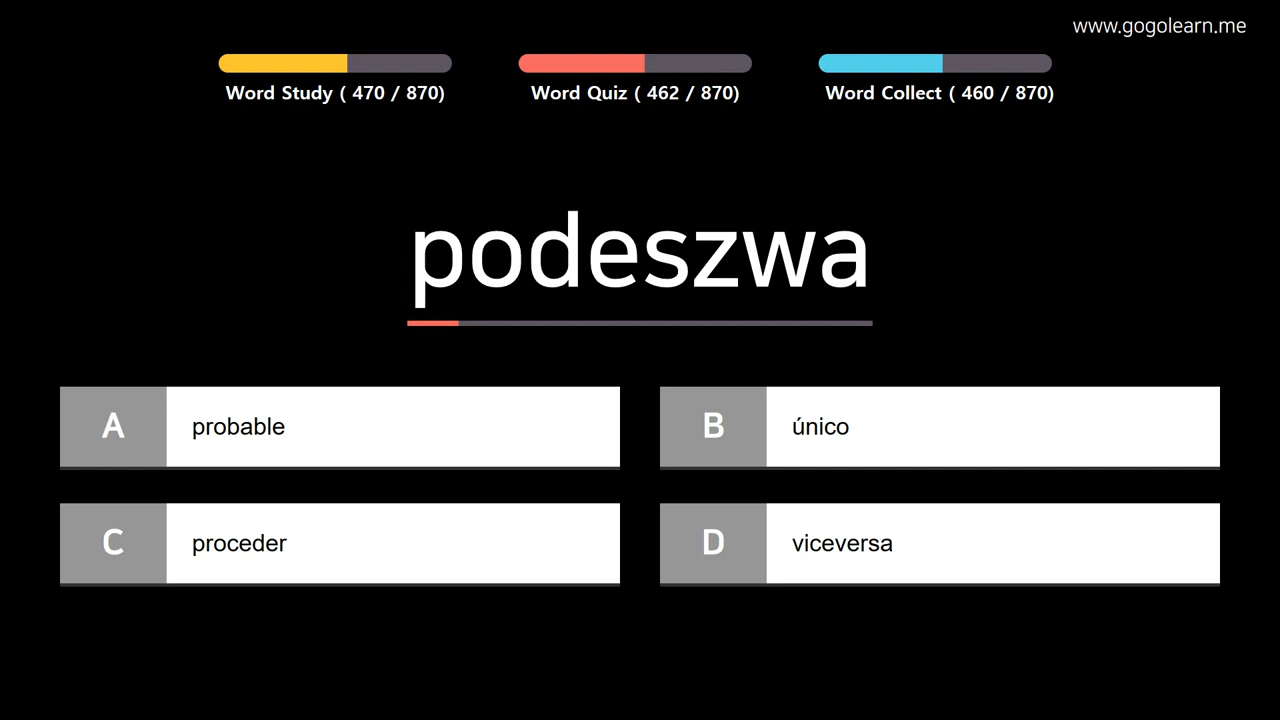 www.gogolearn.me
Word Study ( 470 / 870)
Word Quiz ( 462 / 870)
Word Collect ( 460 / 870)
podeszwa
A probable
B único
C proceder
D viceversa